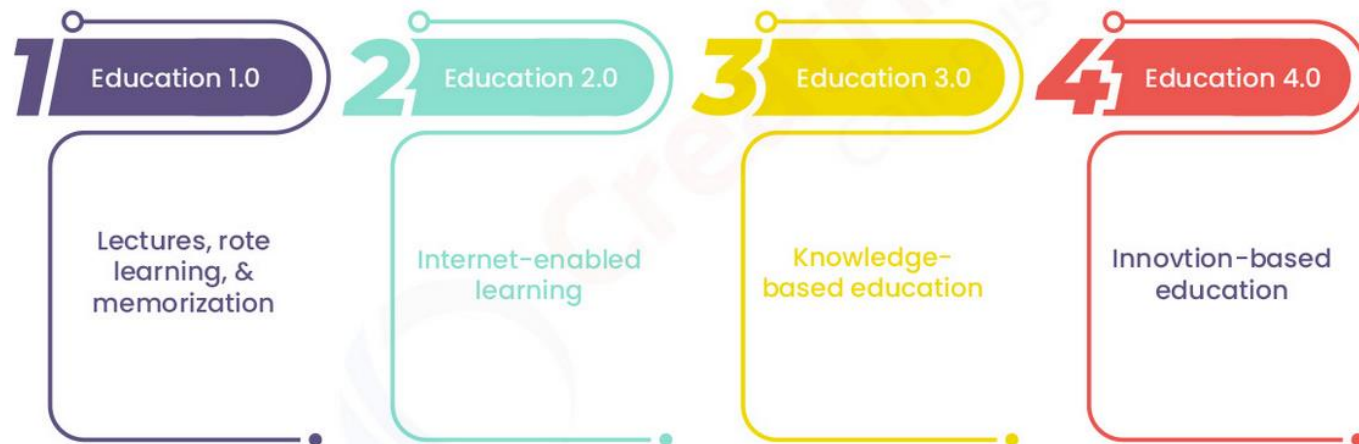 1 Education 1.0
2 Education 2.0
3 Education 3.0
4 Education 4.0
Lectures, rote
learning, &
memorization
Internet-enabled
learning
Knowledge-
based education
Innovtion-based
education